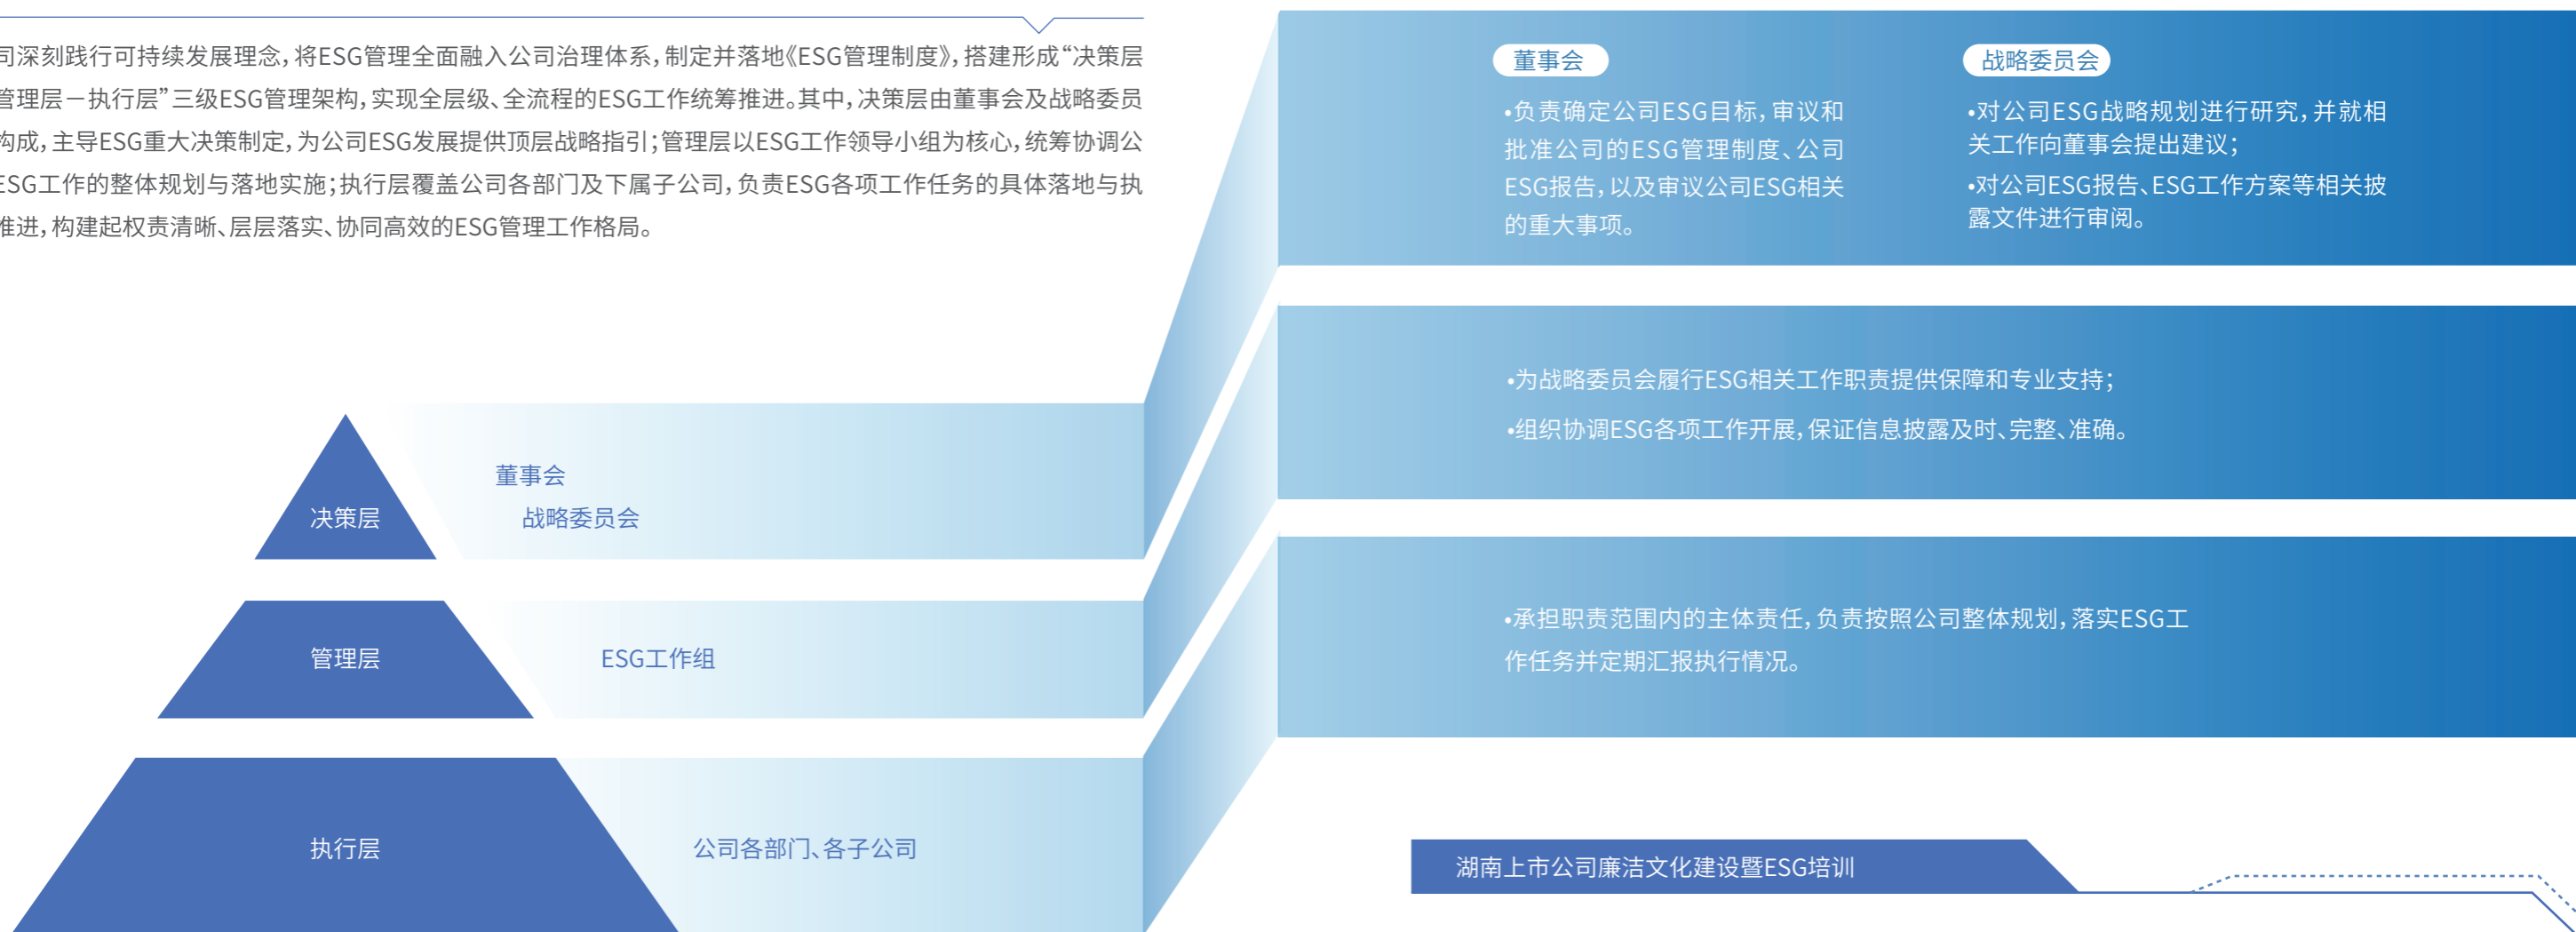 司深刻践行可持续发展理念，将ESG管理全面融入公司治理体系，制定并落地《ESG管理制度》，搭建形成“决策层
管理层－执行层”三级ESG管理架构，实现全层级、全流程的ESG工作统筹推进。其中，决策层由董事会及战略委员
构成，主导ESG重大决策制定，为公司ESG发展提供顶层战略指引；管理层以ESG工作领导小组为核心，统筹协调公
ESG工作的整体规划与落地实施；执行层覆盖公司各部门及下属子公司，负责ESG各项工作任务的具体落地与执
推进，构建起权责清晰、层层落实、协同高效的ESG管理工作格局。
决策层
董事会
战略委员会
管理层
ESG工作组
执行层
公司各部门、各子公司
董事会
•负责确定公司ESG目标，审议和
批准公司的ESG管理制度、公司
ESG报告，以及审议公司ESG相关
的重大事项。
战略委员会
•对公司ESG战略规划进行研究，并就相
关工作向董事会提出建议；
•对公司ESG报告、ESG工作方案等相关披
露文件进行审阅。
•为战略委员会履行ESG相关工作职责提供保障和专业支持；
•组织协调ESG各项工作开展，保证信息披露及时、完整、准确。
•承担职责范围内的主体责任，负责按照公司整体规划，落实ESG工
作任务并定期汇报执行情况。
湖南上市公司廉洁文化建设暨ESG培训